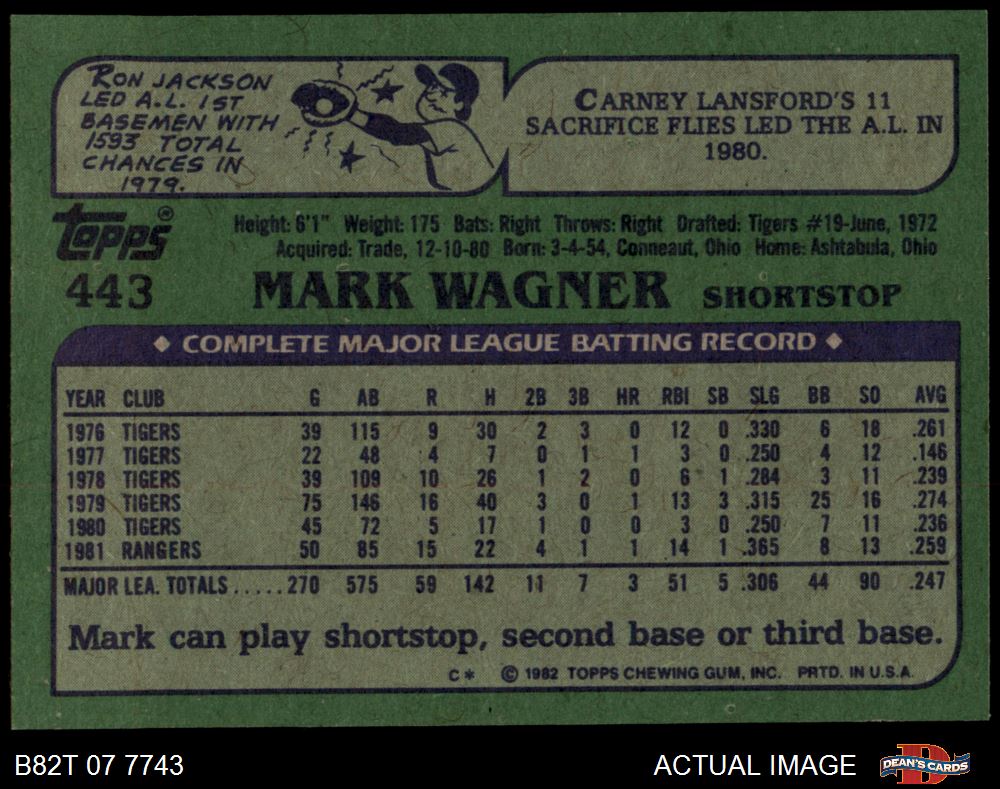 RON JACKSON
LED A.L. 1ST
BASEMEN WITH
1593 TOTAL
CHANCES IN
1979.
CARNEY LANSFORD'S 11
SACRIFICE FLIES LED THE A.L. IN
1980.
topps®
443
Height: 6'1" Weight: 175 Bats: Right Throws: Right Drafted: Tigers #19-June, 1972
Acquired: Trade, 12-10-80 Born: 3-4-54, Conneaut, Ohio Home: Ashtabula, Ohio
MARK WAGNER SHORTSTOP
◆ COMPLETE MAJOR LEAGUE BATTING RECORD ◆
YEAR CLUB G AB R H 2B 3B HR RBI SB SLG BB SO AVG
1976 TIGERS 39 115 9 30 2 3 0 12 0 .330 6 18 .261
1977 TIGERS 22 48 4 7 0 1 1 3 0 .250 4 12 .146
1978 TIGERS 39 109 10 26 1 2 0 6 1 .284 3 11 .239
1979 TIGERS 75 146 16 40 3 0 1 13 3 .315 25 16 .274
1980 TIGERS 45 72 5 17 1 0 0 3 0 .250 7 11 .236
1981 RANGERS 50 85 15 22 4 1 1 14 1 .365 8 13 .259
MAJOR LEA. TOTALS.....270 575 59 142 11 7 3 51 5 .306 44 90 .247
Mark can play shortstop, second base or third base.
C* © 1982 TOPPS CHEWING GUM, INC. PRTD. IN U.S.A.
B82T 07 7743
ACTUAL IMAGE
D
DEAN'S CARDS